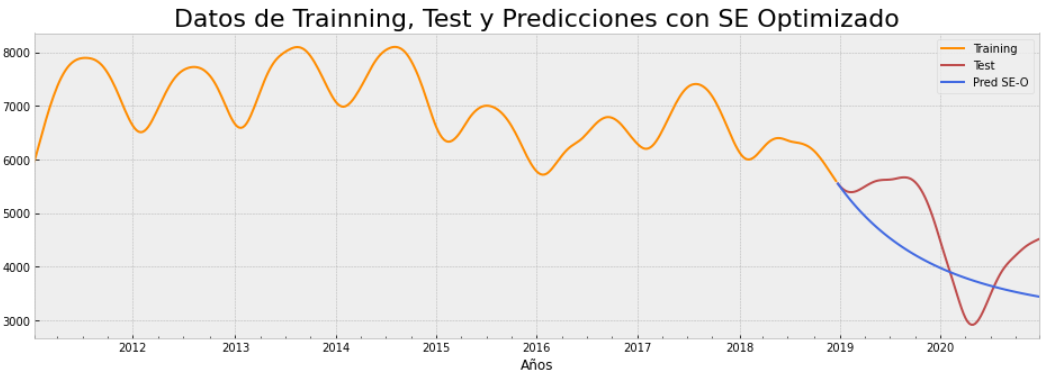 Datos de Trainning, Test y Predicciones con SE Optimizado
8000
7000
6000
5000
4000
3000
Training
Test
Pred SE-O
2012 2013 2014 2015 2016 2017 2018 2019 2020
Años